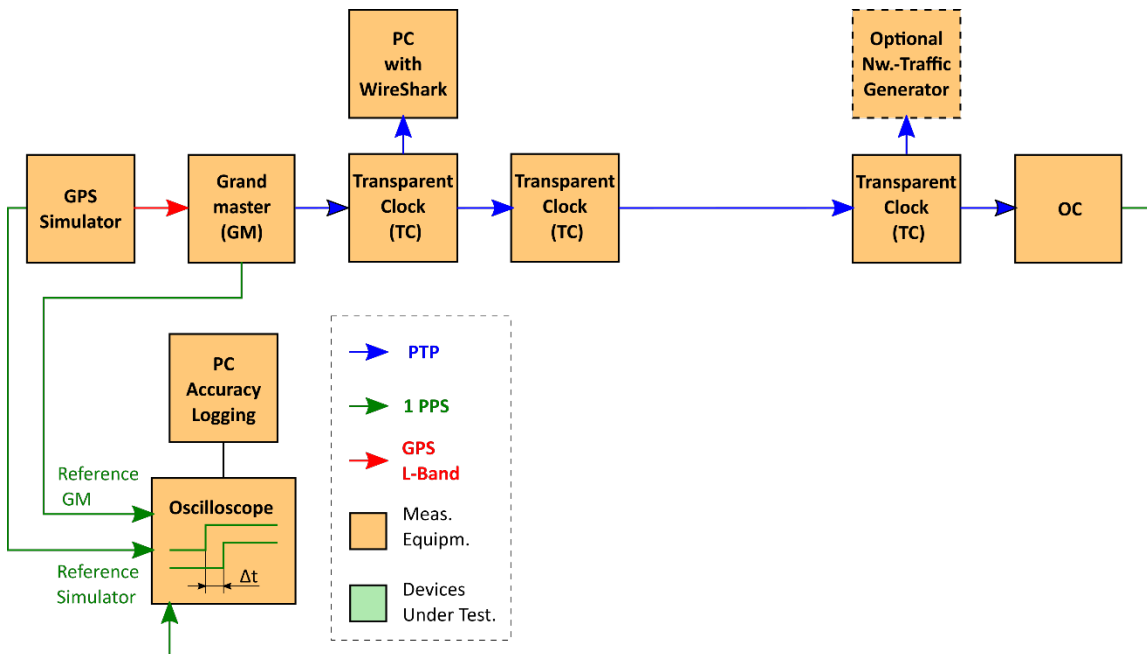 PC
with
WireShark
Optional
Nw.-Traffic
Generator
GPS
Simulator
Grand
master
(GM)
Transparent
Clock
(TC)
Transparent
Clock
(TC)
Transparent
Clock
(TC)
OC
PC
Accuracy
Logging
Reference
GM
Oscilloscope
Δt
Reference
Simulator
PTP
1 PPS
GPS
L-Band
Meas.
Equipm.
Devices
Under Test.